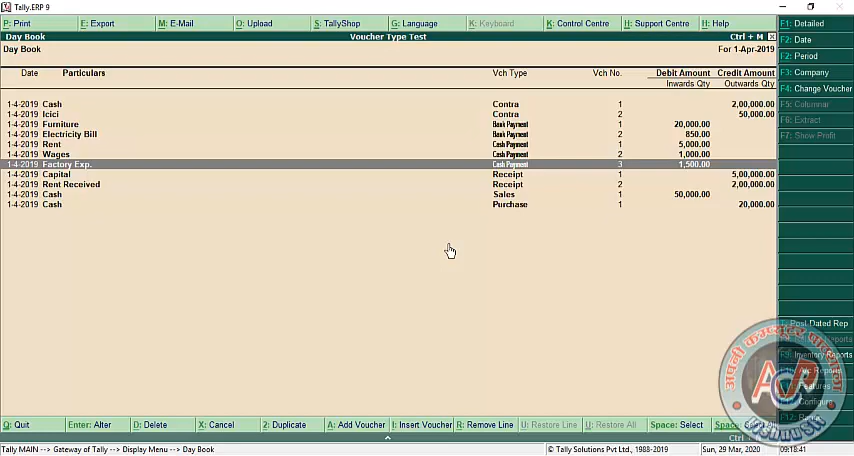 Tally.ERP 9
P: Print E: Export M: E-Mail O: Upload S: TallyShop G: Language K: Keyboard K: Control Centre H: Support Centre H: Help
Day Book Voucher Type Test Ctrl + M
Day Book For 1-Apr-2019
Date Particulars Vch Type Vch No. Debit Amount Credit Amount
Inwards Qty Outwards Qty
1-4-2019 Cash Contra 1 2,00,000.00
1-4-2019 Icici Contra 2 50,000.00
1-4-2019 Furniture Bank Payment 1 20,000.00
1-4-2019 Electricity Bill Bank Payment 2 850.00
1-4-2019 Rent Cash Payment 1 5,000.00
1-4-2019 Wages Cash Payment 2 1,000.00
1-4-2019 Factory Exp. Cash Payment 3 1,500.00
1-4-2019 Capital Receipt 1 5,00,000.00
1-4-2019 Rent Received Receipt 2 2,00,000.00
1-4-2019 Cash Sales 1 50,000.00
1-4-2019 Cash Purchase 1 20,000.00
F1: Detailed
F2: Date
F2: Period
F3: Company
F4: Change Voucher
F5: Columnar
F6: Extract
F7: Show Profit
Post Dated Rep
F9: Inventory Reports
Features
Configure
F12:
Q: Quit Enter: Alter D: Delete X: Cancel 2: Duplicate A: Add Voucher I: Insert Voucher R: Remove Line U: Restore Line U: Restore All Space: Select Space:
Tally MAIN --> Gateway of Tally --> Display Menu --> Day Book © Tally Solutions Pvt Ltd., 1988-2019 Sun, 29 Mar, 2020 09:18:41